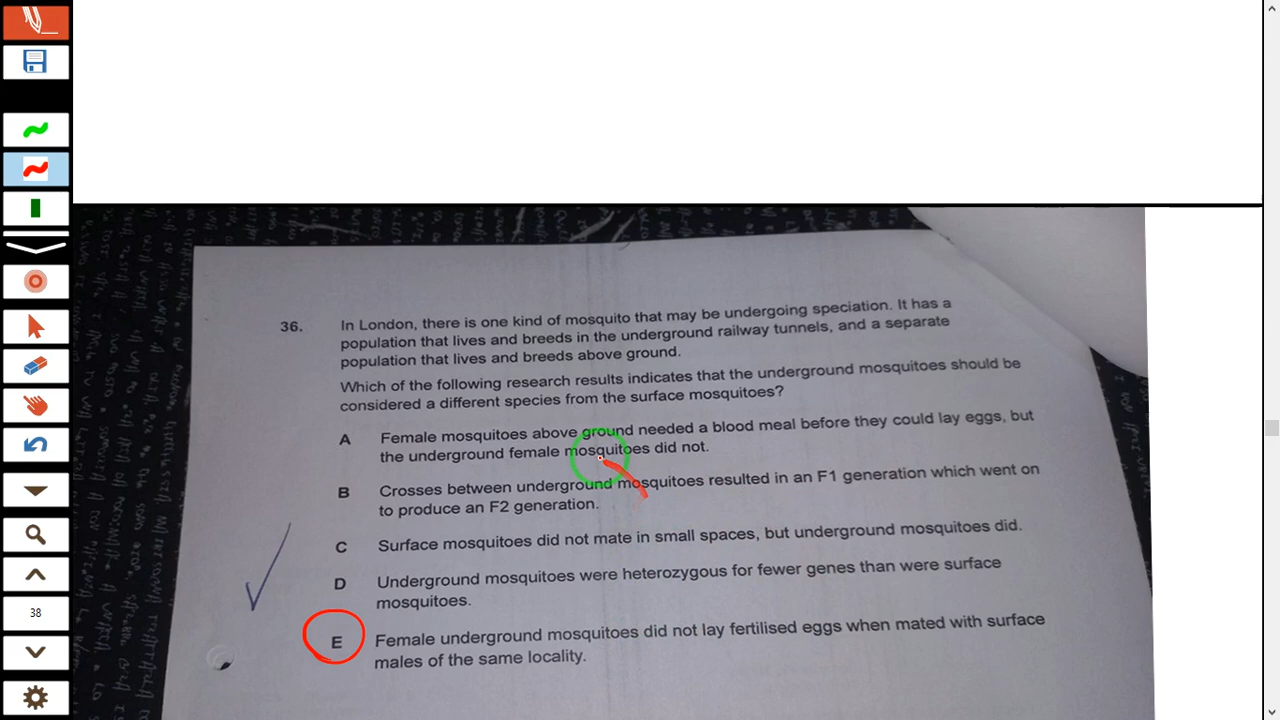 36. In London, there is one kind of mosquito that may be undergoing speciation. It has a
population that lives and breeds in the underground railway tunnels, and a separate
population that lives and breeds above ground.
Which of the following research results indicates that the underground mosquitoes should be
considered a different species from the surface mosquitoes?
A Female mosquitoes above ground needed a blood meal before they could lay eggs, but
the underground female mosquitoes did not.
B Crosses between underground mosquitoes resulted in an F1 generation which went on
to produce an F2 generation.
C Surface mosquitoes did not mate in small spaces, but underground mosquitoes did.
D Underground mosquitoes were heterozygous for fewer genes than were surface
mosquitoes.
38
E Female underground mosquitoes did not lay fertilised eggs when mated with surface
males of the same locality.